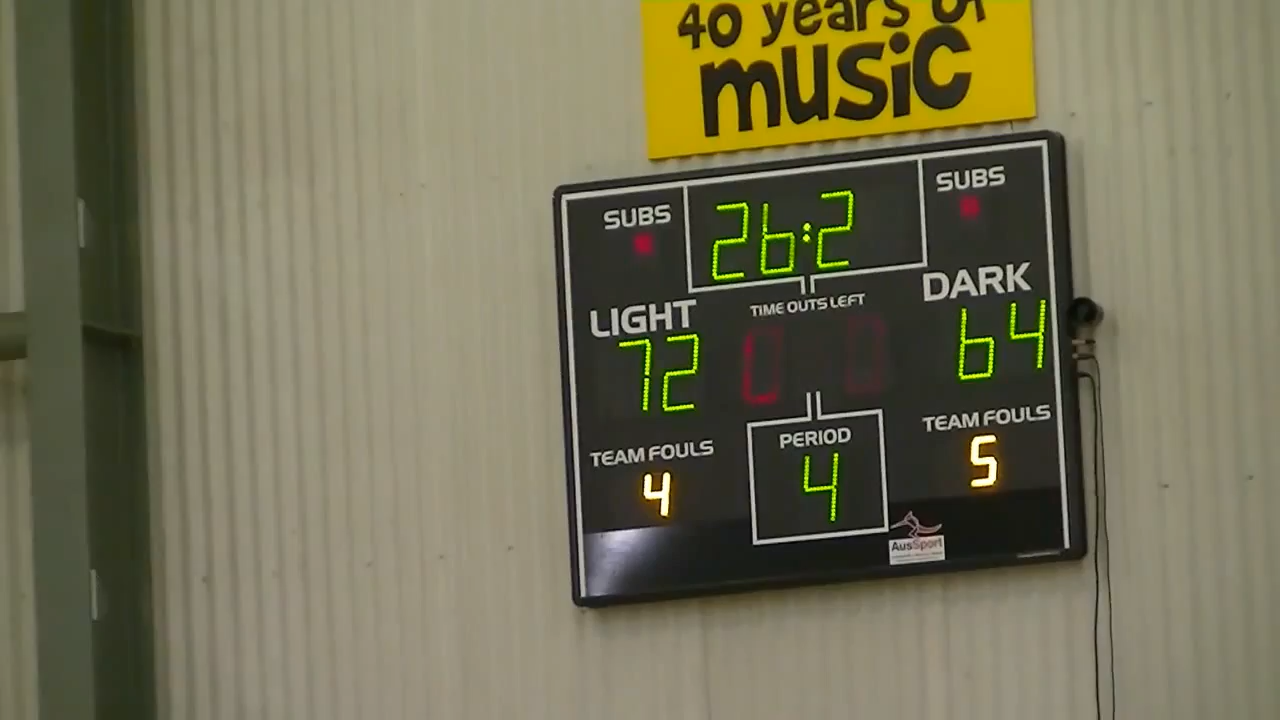 40 years of
music
SUBS
26:2
SUBS
LIGHT
TIME OUTS LEFT
DARK
72
0 0
64
TEAM FOULS
PERIOD
TEAM FOULS
4
4
5
AusSport